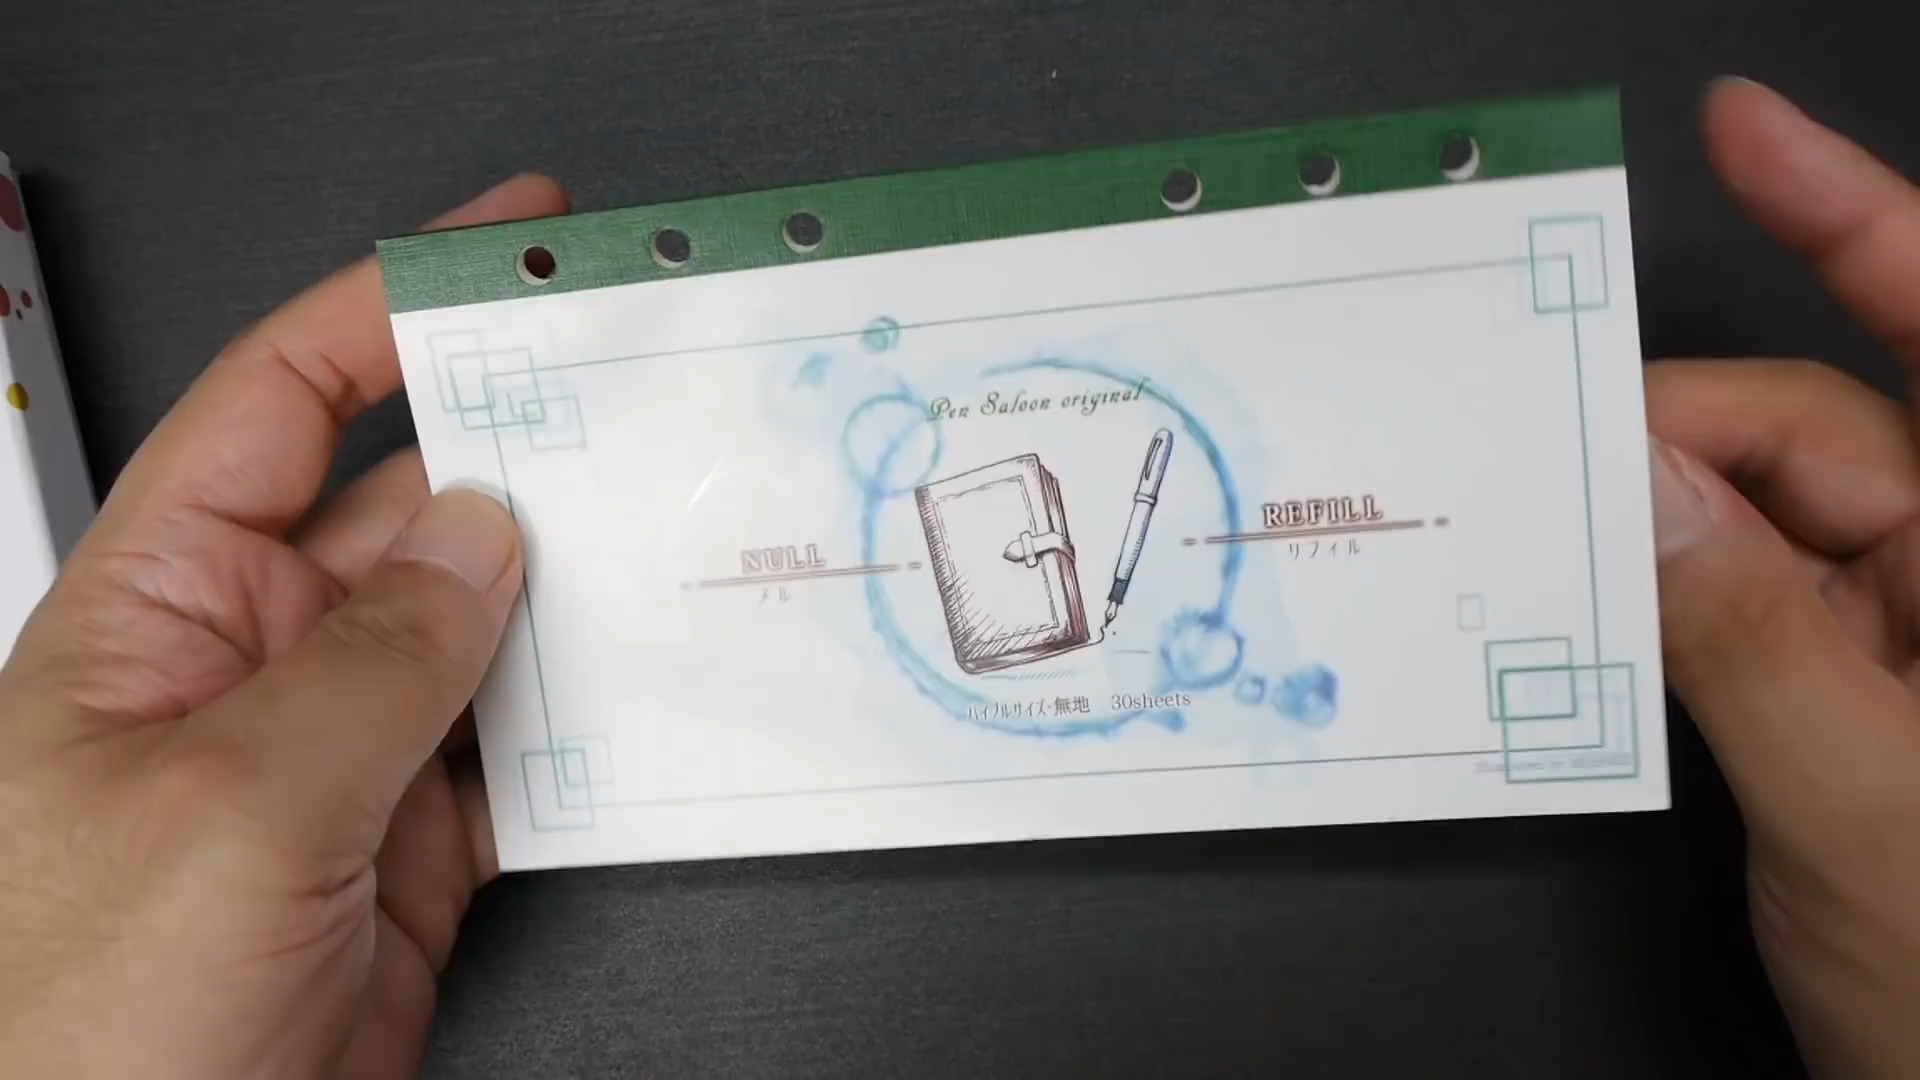 Pen Saloon original
NULL
ヌル
REFILL
リフィル
バイブルサイズ・無地 30sheets